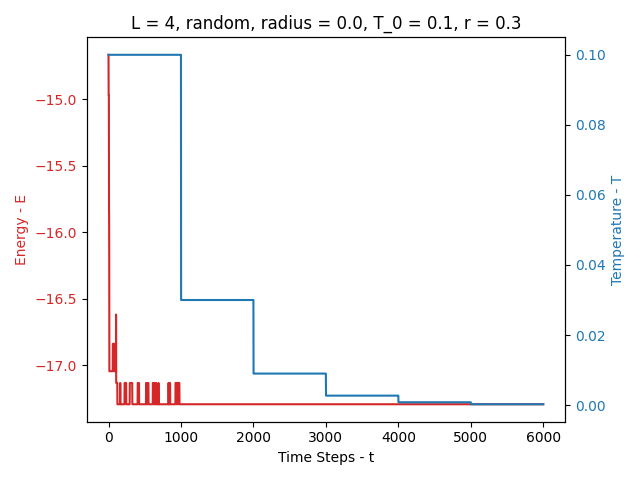 L = 4, random, radius = 0.0, T_0 = 0.1, r = 0.3
Energy - E
−15.0
−15.5
−16.0
−16.5
−17.0
0.10
0.08
0.06
0.04
0.02
0.00
Temperature - T
0 1000 2000 3000 4000 5000 6000
Time Steps - t